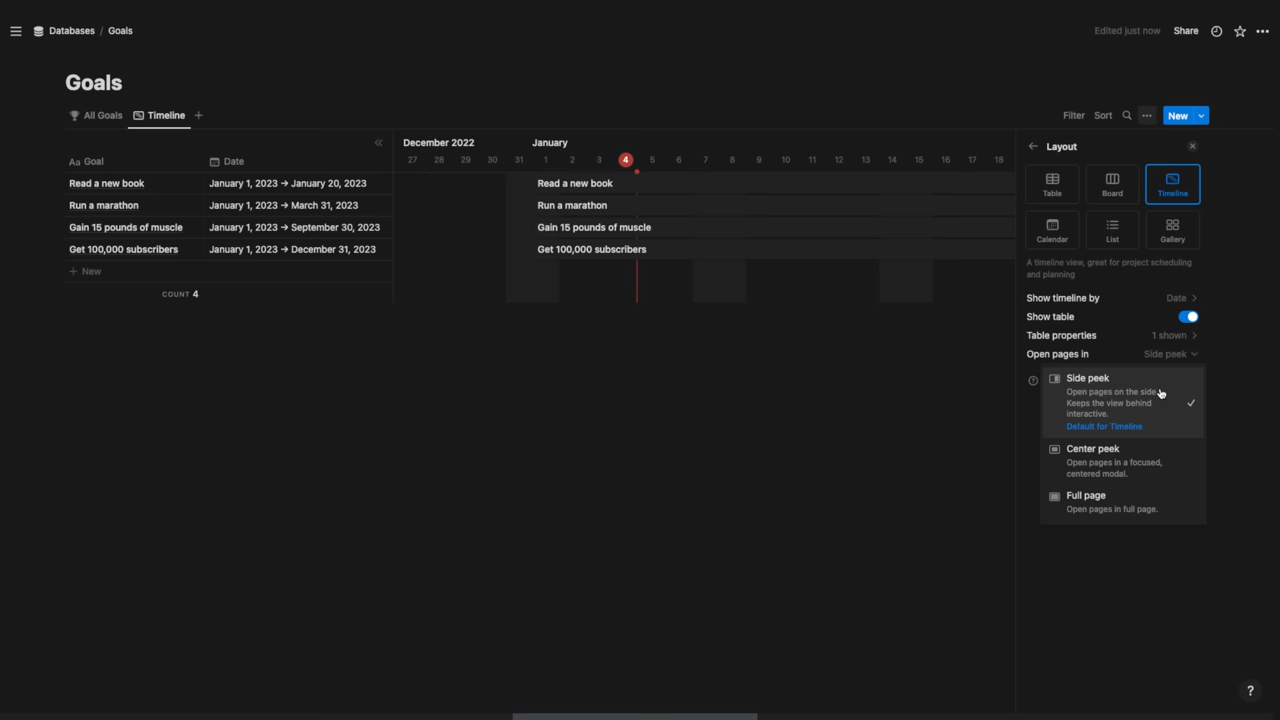 Databases / Goals
Edited just now Share
Goals
All Goals Timeline +
Filter Sort New
December 2022 January
27 28 29 30 31 1 2 3 4 5 6 7 8 9 10 11 12 13 14 15 16 17 18
Aa Goal Date
Read a new book January 1, 2023 → January 20, 2023 Read a new book
Run a marathon January 1, 2023 → March 31, 2023 Run a marathon
Gain 15 pounds of muscle January 1, 2023 → September 30, 2023 Gain 15 pounds of muscle
Get 100,000 subscribers January 1, 2023 → December 31, 2023 Get 100,000 subscribers
+ New
COUNT 4
Layout
Table Board Timeline
Calendar List Gallery
A timeline view, great for project scheduling
and planning
Show timeline by Date
Show table
Table properties 1 shown
Open pages in Side peek
Side peek
Open pages on the side.
Keeps the view behind
interactive.
Default for Timeline
Center peek
Open pages in a focused,
centered modal.
Full page
Open pages in full page.
?